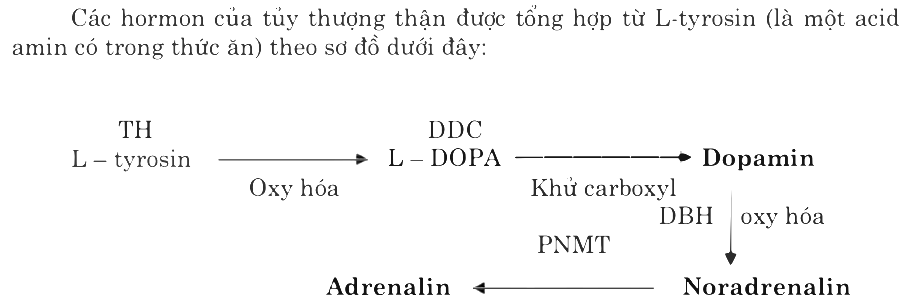 Các hormon của tủy thượng thận được tổng hợp từ L-tyrosin (là một acid
amin có trong thức ăn) theo sơ đồ dưới đây:
TH DDC
L – tyrosin L – DOPA Dopamin
Oxy hóa Khử carboxyl
DBH oxy hóa
PNMT
Adrenalin Noradrenalin